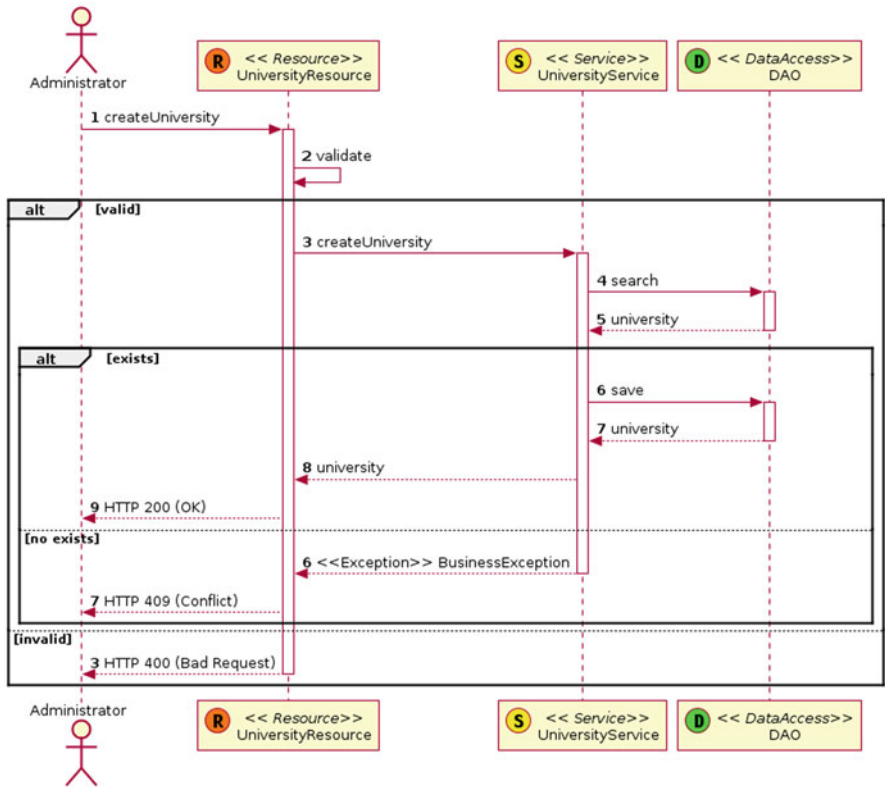 Administrator
R << Resource>>
UniversityResource
S << Service>>
UniversityService
D << DataAccess>>
DAO
1 createUniversity
2 validate
alt [valid]
3 createUniversity
4 search
5 university
alt [exists]
6 save
7 university
8 university
9 HTTP 200 (OK)
[no exists]
6 <<Exception>> BusinessException
7 HTTP 409 (Conflict)
[invalid]
3 HTTP 400 (Bad Request)
Administrator
R << Resource>>
UniversityResource
S << Service>>
UniversityService
D << DataAccess>>
DAO